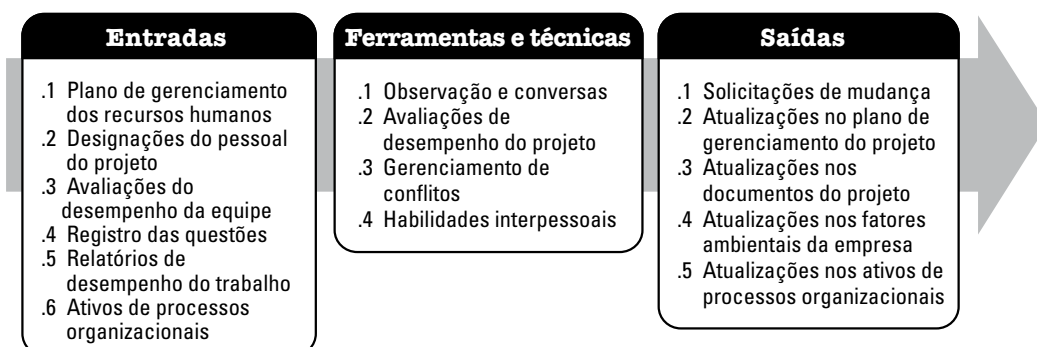 Entradas
.1 Plano de gerenciamento
dos recursos humanos
.2 Designações do pessoal
do projeto
.3 Avaliações do
desempenho da equipe
.4 Registro das questões
.5 Relatórios de
desempenho do trabalho
.6 Ativos de processos
organizacionais
Ferramentas e técnicas
.1 Observação e conversas
.2 Avaliações de
desempenho do projeto
.3 Gerenciamento de
conflitos
.4 Habilidades interpessoais
Saídas
.1 Solicitações de mudança
.2 Atualizações no plano de
gerenciamento do projeto
.3 Atualizações nos
documentos do projeto
.4 Atualizações nos fatores
ambientais da empresa
.5 Atualizações nos ativos de
processos organizacionais